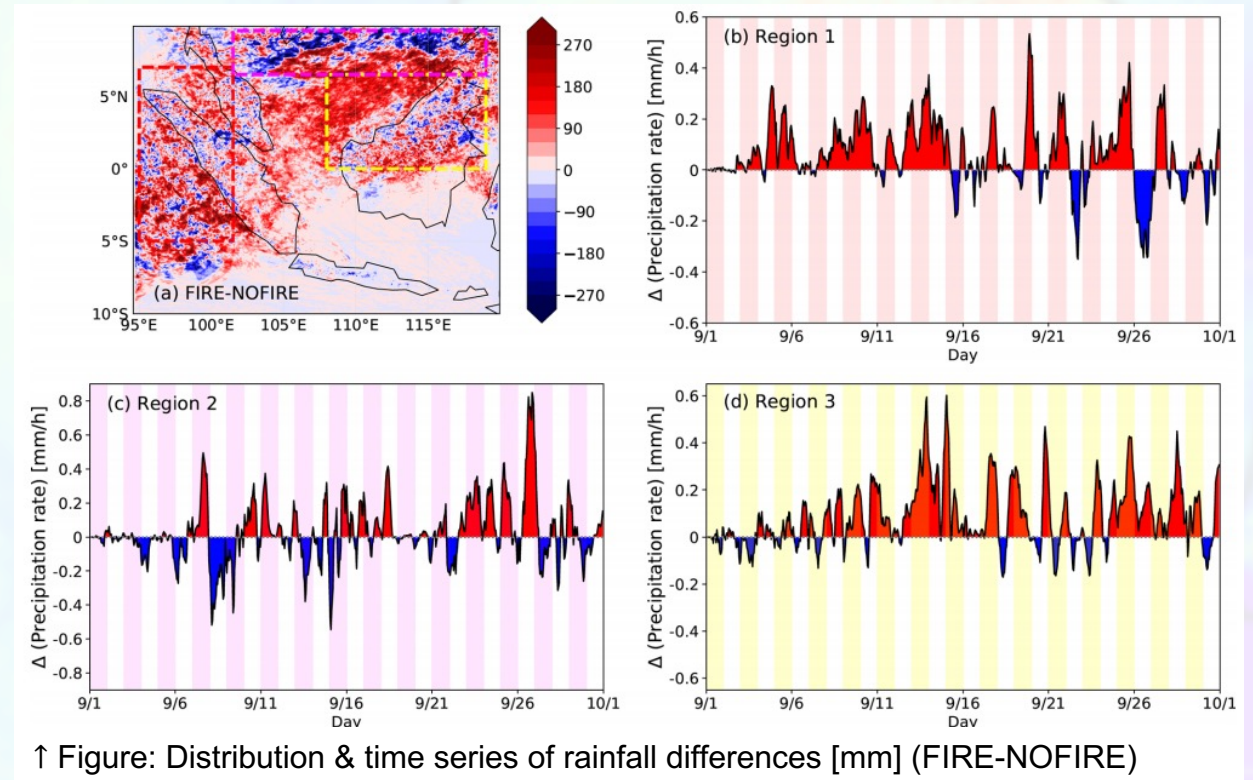 (a) FIRE-NOFIRE
5°N
0°
5°S
10°S
95°E 100°E 105°E 110°E 115°E
270
180
90
0
−90
−180
−270
(b) Region 1
Δ (Precipitation rate) [mm/h]
0.6
0.4
0.2
0
-0.2
-0.4
-0.6
9/1 9/6 9/11 9/16 9/21 9/26 10/1
Day
(c) Region 2
Δ (Precipitation rate) [mm/h]
0.8
0.6
0.4
0.2
0
-0.2
-0.4
-0.6
-0.8
9/1 9/6 9/11 9/16 9/21 9/26 10/1
Day
(d) Region 3
Δ (Precipitation rate) [mm/h]
0.6
0.4
0.2
0
-0.2
-0.4
-0.6
9/1 9/6 9/11 9/16 9/21 9/26 10/1
Day
↑ Figure: Distribution & time series of rainfall differences [mm] (FIRE-NOFIRE)